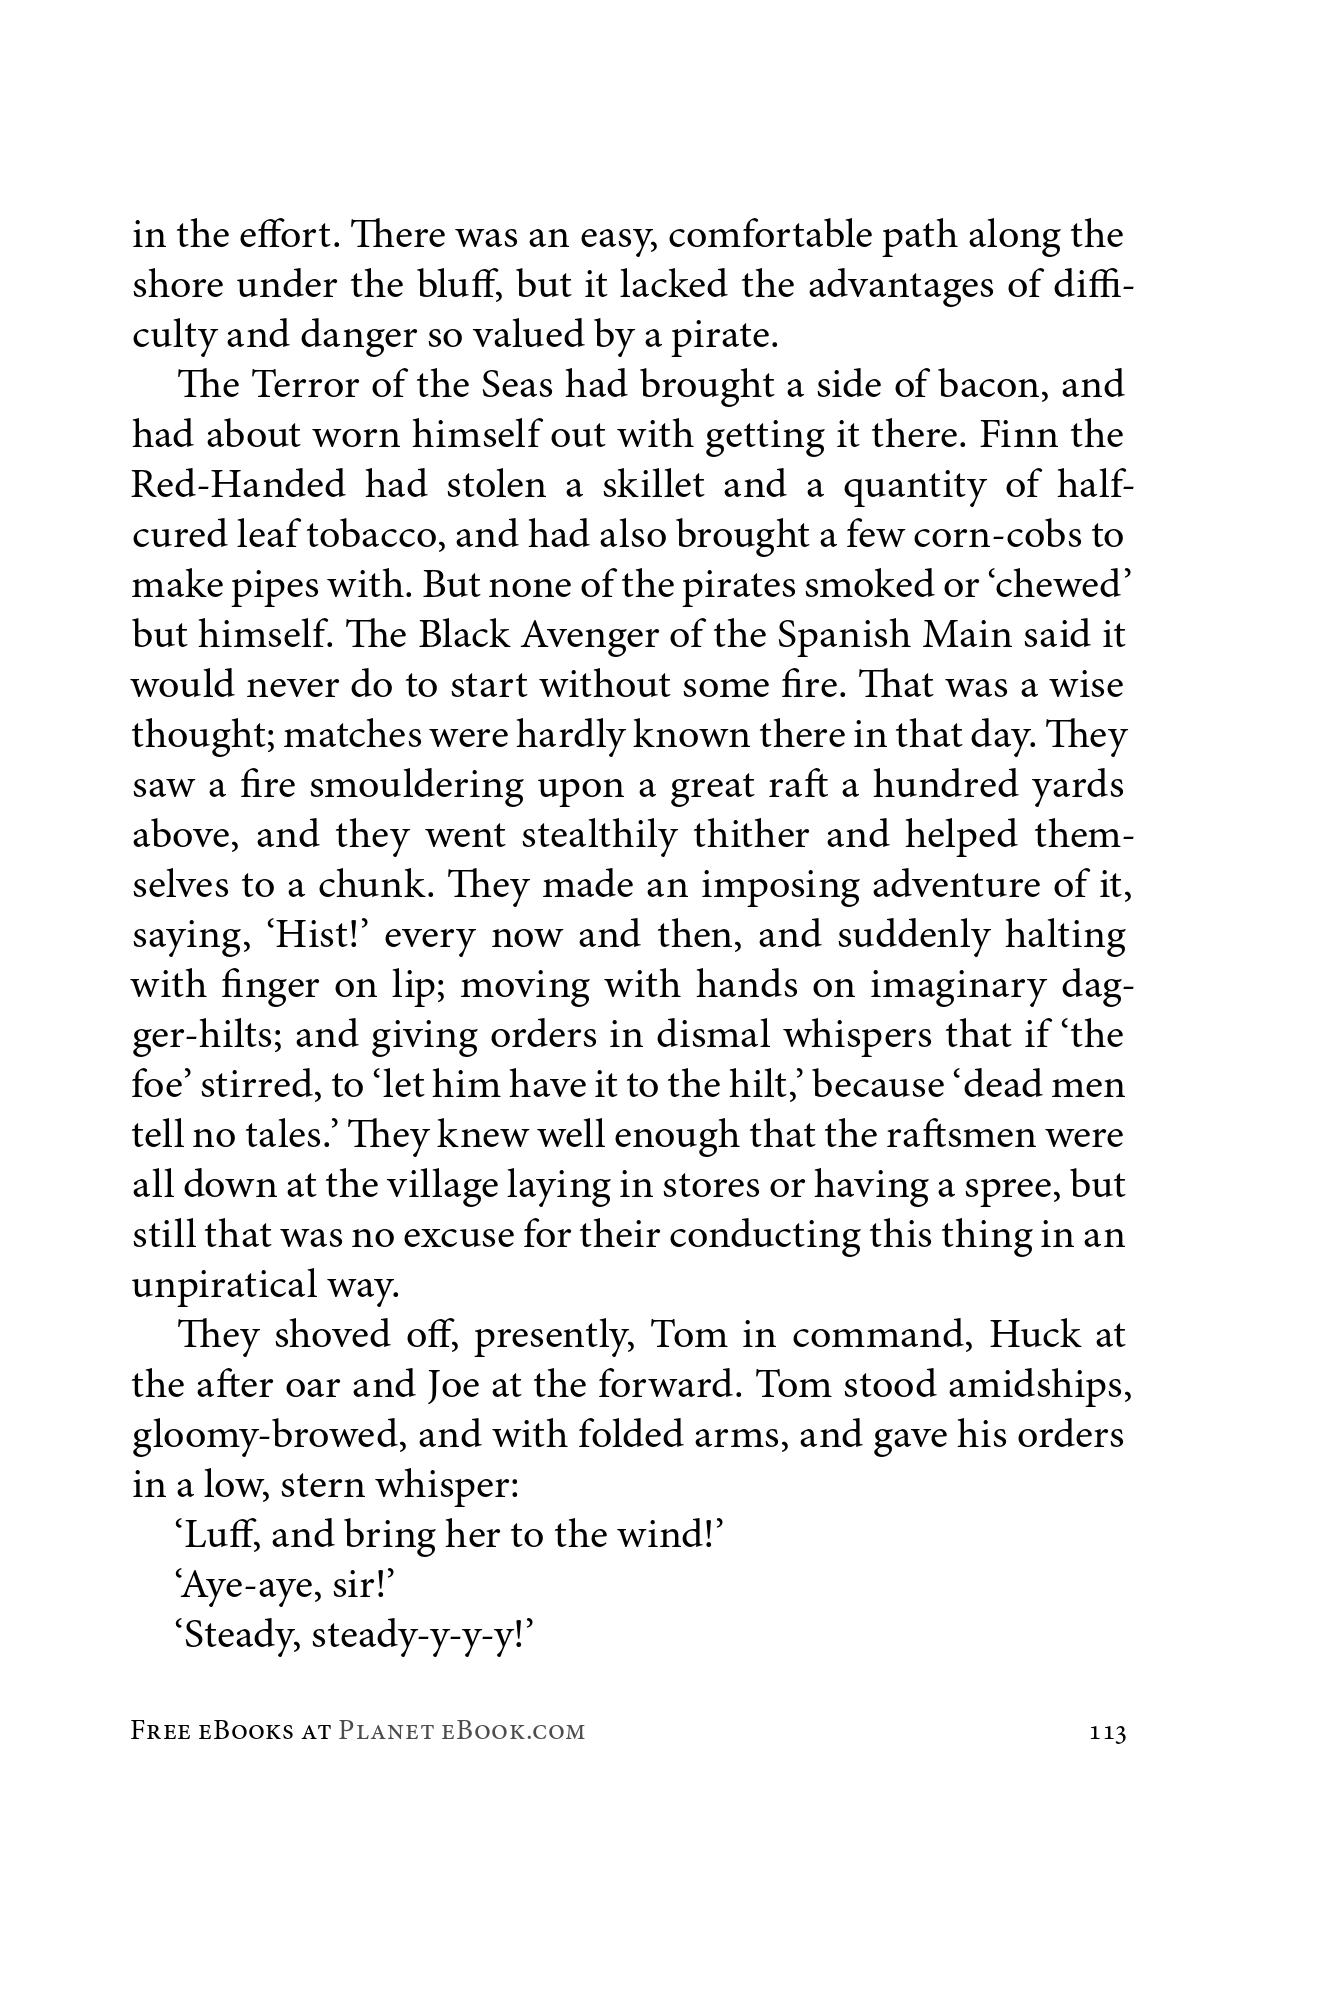 in the effort. There was an easy, comfortable path along the
shore under the bluff, but it lacked the advantages of diffi-
culty and danger so valued by a pirate.
The Terror of the Seas had brought a side of bacon, and
had about worn himself out with getting it there. Finn the
Red-Handed had stolen a skillet and a quantity of half-
cured leaf tobacco, and had also brought a few corn-cobs to
make pipes with. But none of the pirates smoked or ‘chewed’
but himself. The Black Avenger of the Spanish Main said it
would never do to start without some fire. That was a wise
thought; matches were hardly known there in that day. They
saw a fire smouldering upon a great raft a hundred yards
above, and they went stealthily thither and helped them-
selves to a chunk. They made an imposing adventure of it,
saying, ‘Hist!’ every now and then, and suddenly halting
with finger on lip; moving with hands on imaginary dag-
ger-hilts; and giving orders in dismal whispers that if ‘the
foe’ stirred, to ‘let him have it to the hilt,’ because ‘dead men
tell no tales.’ They knew well enough that the raftsmen were
all down at the village laying in stores or having a spree, but
still that was no excuse for their conducting this thing in an
unpiratical way.
They shoved off, presently, Tom in command, Huck at
the after oar and Joe at the forward. Tom stood amidships,
gloomy-browed, and with folded arms, and gave his orders
in a low, stern whisper:
‘Luff, and bring her to the wind!’
‘Aye-aye, sir!’
‘Steady, steady-y-y-y!’
Free eBooks at Planet eBook.com 113